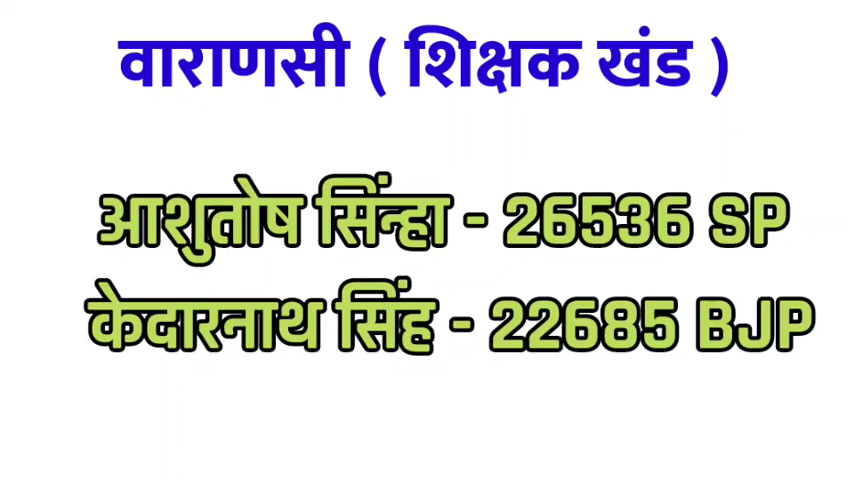 वाराणसी ( शिक्षक खंड )
आशुतोष सिंन्हा - 26536 SP
केदारनाथ सिंह - 22685 BJP